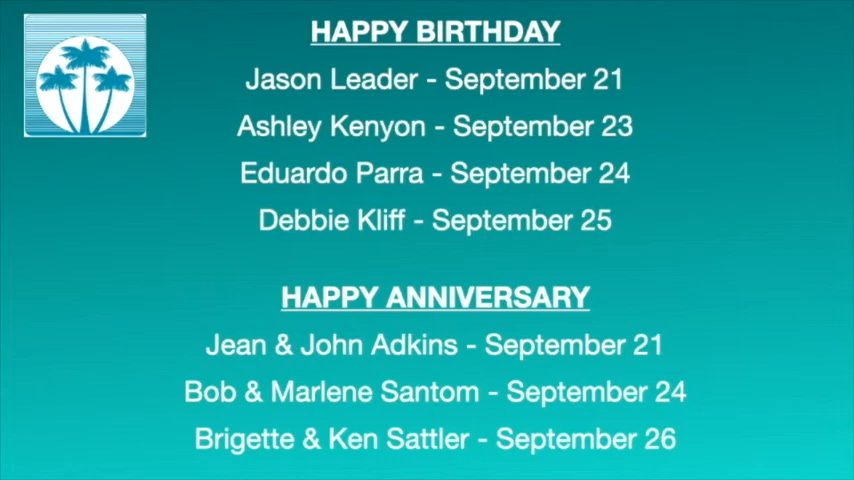 HAPPY BIRTHDAY
Jason Leader - September 21
Ashley Kenyon - September 23
Eduardo Parra - September 24
Debbie Kliff - September 25
HAPPY ANNIVERSARY
Jean & John Adkins - September 21
Bob & Marlene Santom - September 24
Brigette & Ken Sattler - September 26